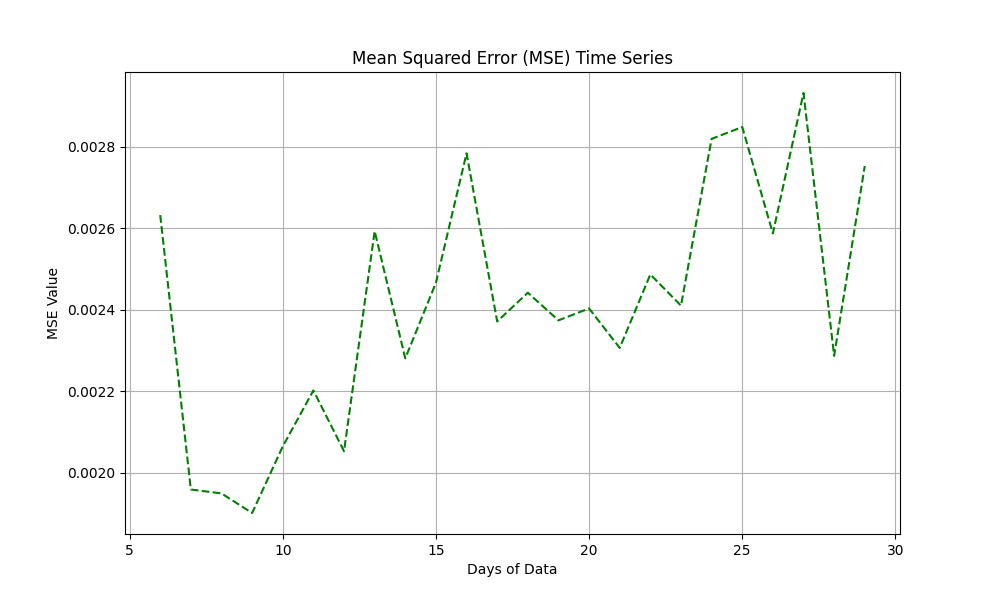 Mean Squared Error (MSE) Time Series
MSE Value
0.0028
0.0026
0.0024
0.0022
0.0020
5 10 15 20 25 30
Days of Data